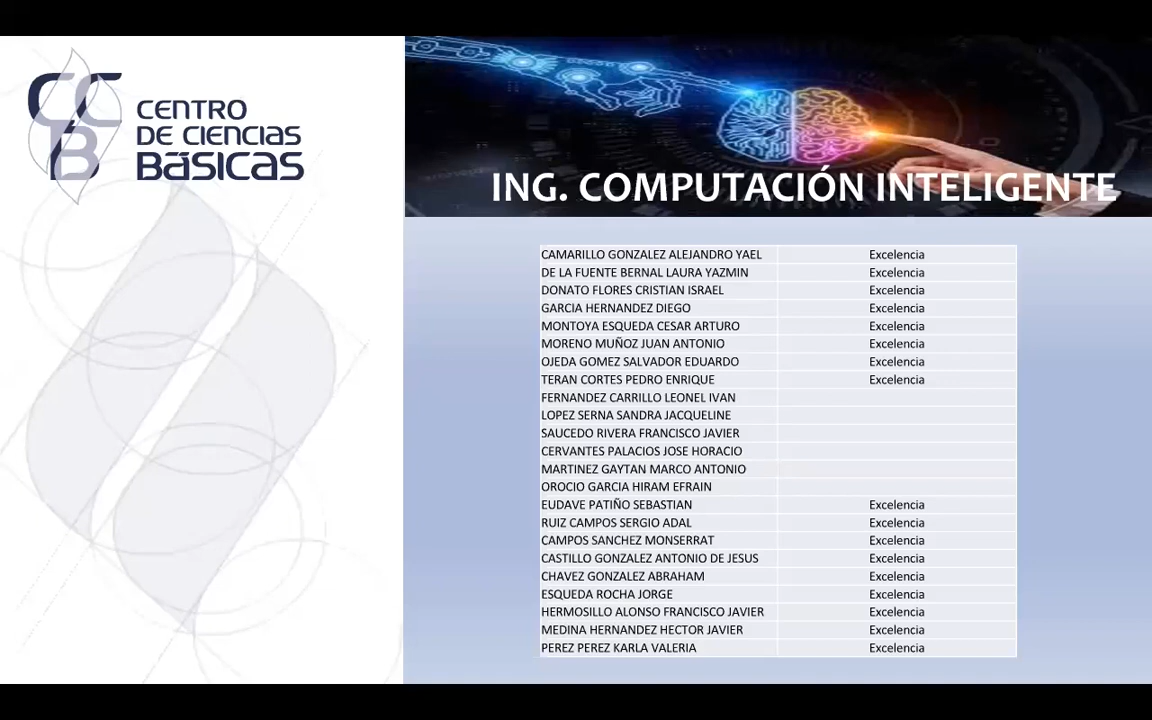 CCB
CENTRO
DE CIENCIAS
BÁSICAS
ING. COMPUTACIÓN INTELIGENTE
CAMARILLO GONZALEZ ALEJANDRO YAEL Excelencia
DE LA FUENTE BERNAL LAURA YAZMIN Excelencia
DONATO FLORES CRISTIAN ISRAEL Excelencia
GARCIA HERNANDEZ DIEGO Excelencia
MONTOYA ESQUEDA CESAR ARTURO Excelencia
MORENO MUÑOZ JUAN ANTONIO Excelencia
OJEDA GOMEZ SALVADOR EDUARDO Excelencia
TERAN CORTES PEDRO ENRIQUE Excelencia
FERNANDEZ CARRILLO LEONEL IVAN
LOPEZ SERNA SANDRA JACQUELINE
SAUCEDO RIVERA FRANCISCO JAVIER
CERVANTES PALACIOS JOSE HORACIO
MARTINEZ GAYTAN MARCO ANTONIO
OROCIO GARCIA HIRAM EFRAIN
EUDAVE PATIÑO SEBASTIAN Excelencia
RUIZ CAMPOS SERGIO ADAL Excelencia
CAMPOS SANCHEZ MONSERRAT Excelencia
CASTILLO GONZALEZ ANTONIO DE JESUS Excelencia
CHAVEZ GONZALEZ ABRAHAM Excelencia
ESQUEDA ROCHA JORGE Excelencia
HERMOSILLO ALONSO FRANCISCO JAVIER Excelencia
MEDINA HERNANDEZ HECTOR JAVIER Excelencia
PEREZ PEREZ KARLA VALERIA Excelencia